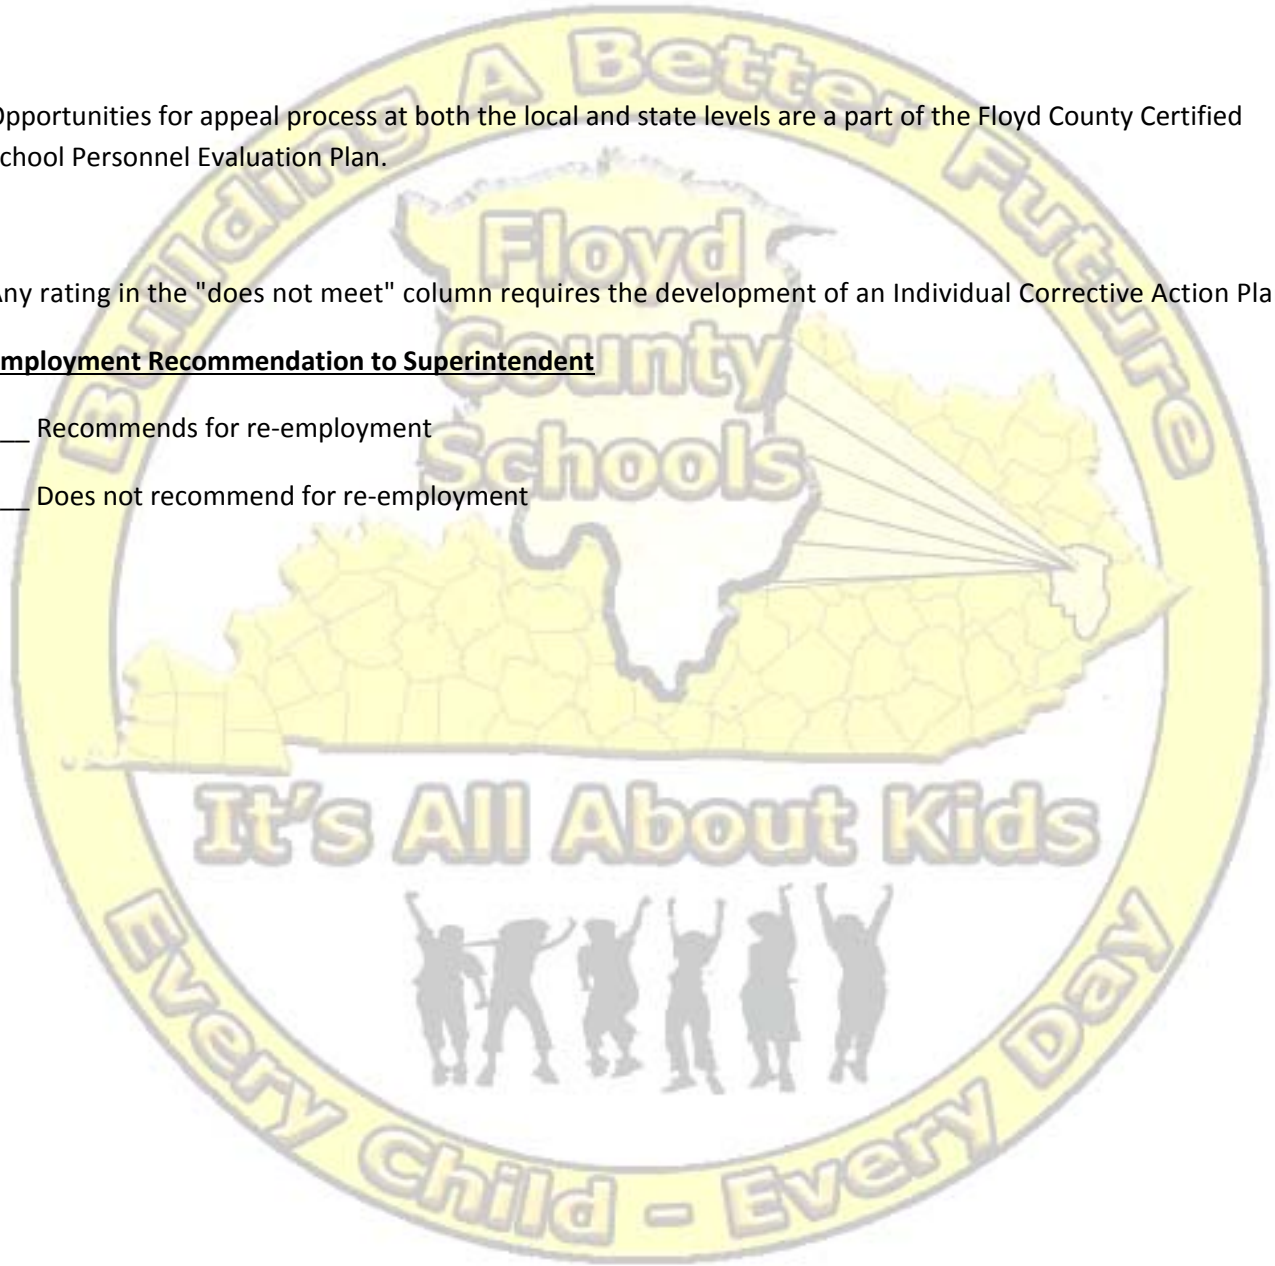 Building A Better Future
pportunities for appeal process at both the local and state levels are a part of the Floyd County Certified
chool Personnel Evaluation Plan.
Any rating in the "does not meet" column requires the development of an Individual Corrective Action Pla
mployment Recommendation to Superintendent
__ Recommends for re-employment
__ Does not recommend for re-employment
Floyd
County
Schools
It's All About Kids
Every Child - Every Day